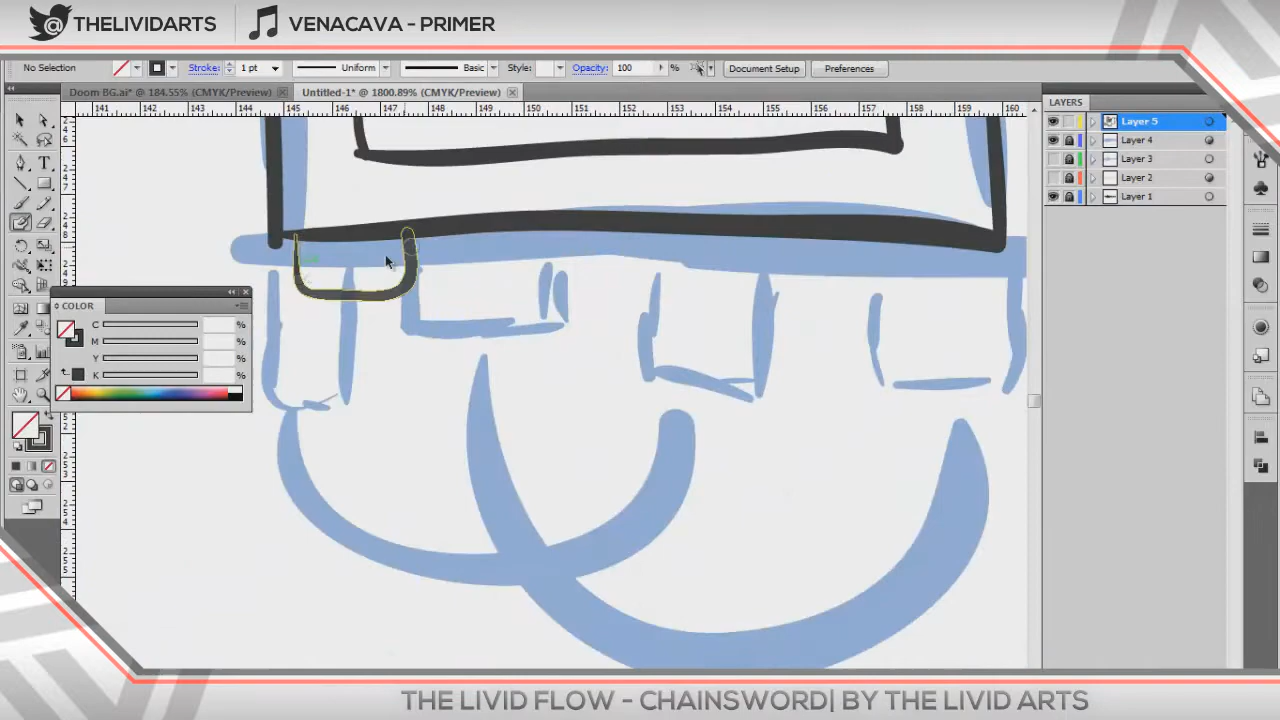 @ THELIVIDARTS
VENACAVA - PRIMER
No Selection
Stroke:
1 pt
Uniform
Basic
Style:
Opacity:
100
%
Document Setup
Preferences
Doom BG.ai* @ 184.55% (CMYK/Preview)
Untitled-1* @ 1800.89% (CMYK/Preview)
141 142 143 144 145 146 147 148 149 150 151 152 153 154 155 156 157 158 159 160
LAYERS
Layer 5
Layer 4
Layer 3
Layer 2
Layer 1
COLOR
C %
M %
Y %
K %
THE LIVID FLOW - CHAINSWORD| BY THE LIVID ARTS